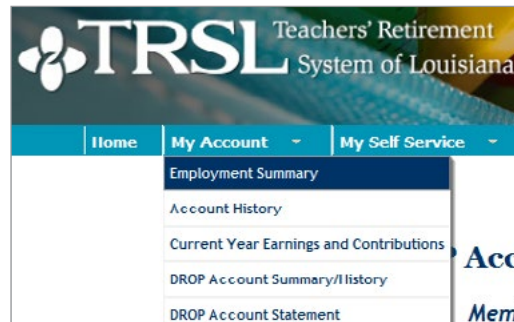 TRSL Teachers' Retirement
System of Louisiana
Home My Account My Self Service
Employment Summary
Account History
Current Year Earnings and Contributions
DROP Account Summary/History
DROP Account Statement